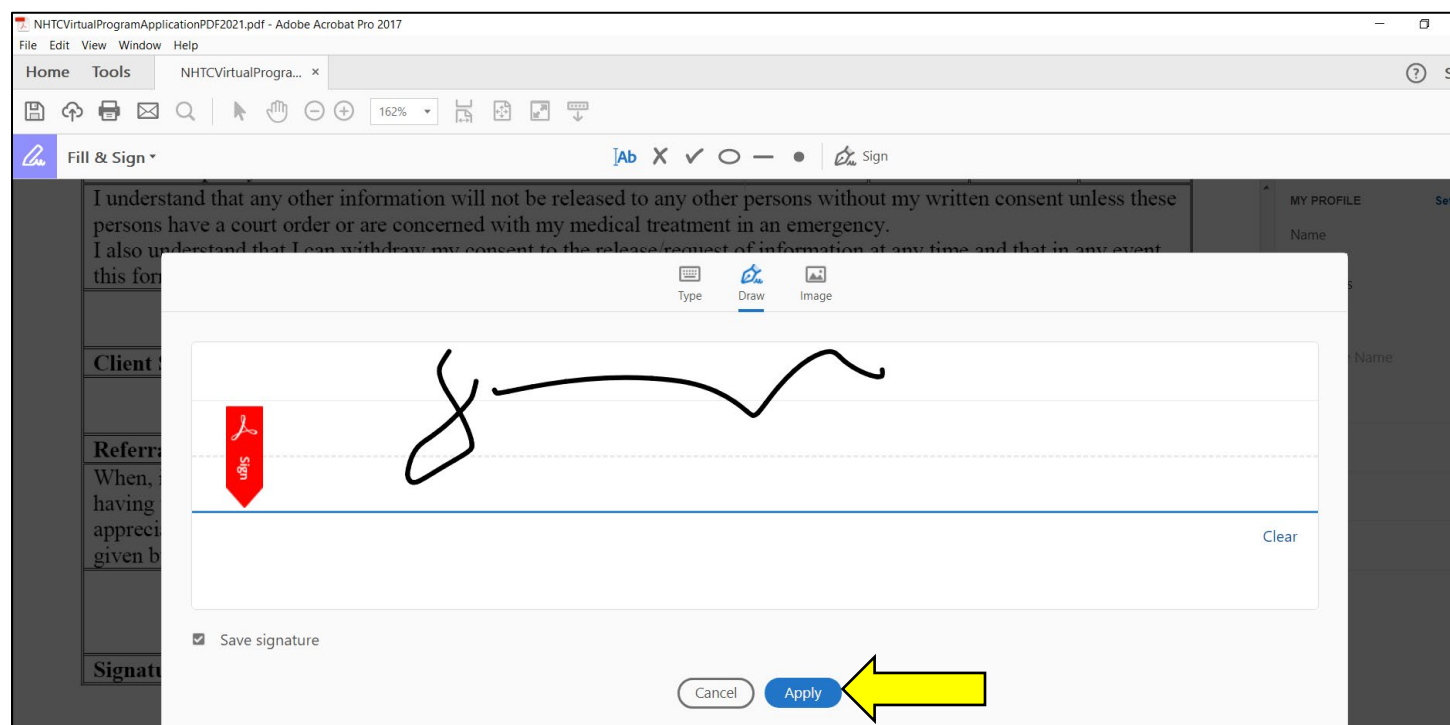 NHTCVirtualProgramApplicationPDF2021.pdf - Adobe Acrobat Pro 2017
File Edit View Window Help
Home Tools NHTCVirtualProgra... ×
162%
Fill & Sign
Ab Sign
I understand that any other information will not be released to any other persons without my written consent unless these
persons have a court order or are concerned with my medical treatment in an emergency.
I also understand that I can withdraw my consent to the release/request of information at any time and that in any event
this for
MY PROFILE
Name
Type Draw Image
Client
Name
Sign
Referr
When,
having
appreci
given b
Clear
Save signature
Signatu
Cancel Apply